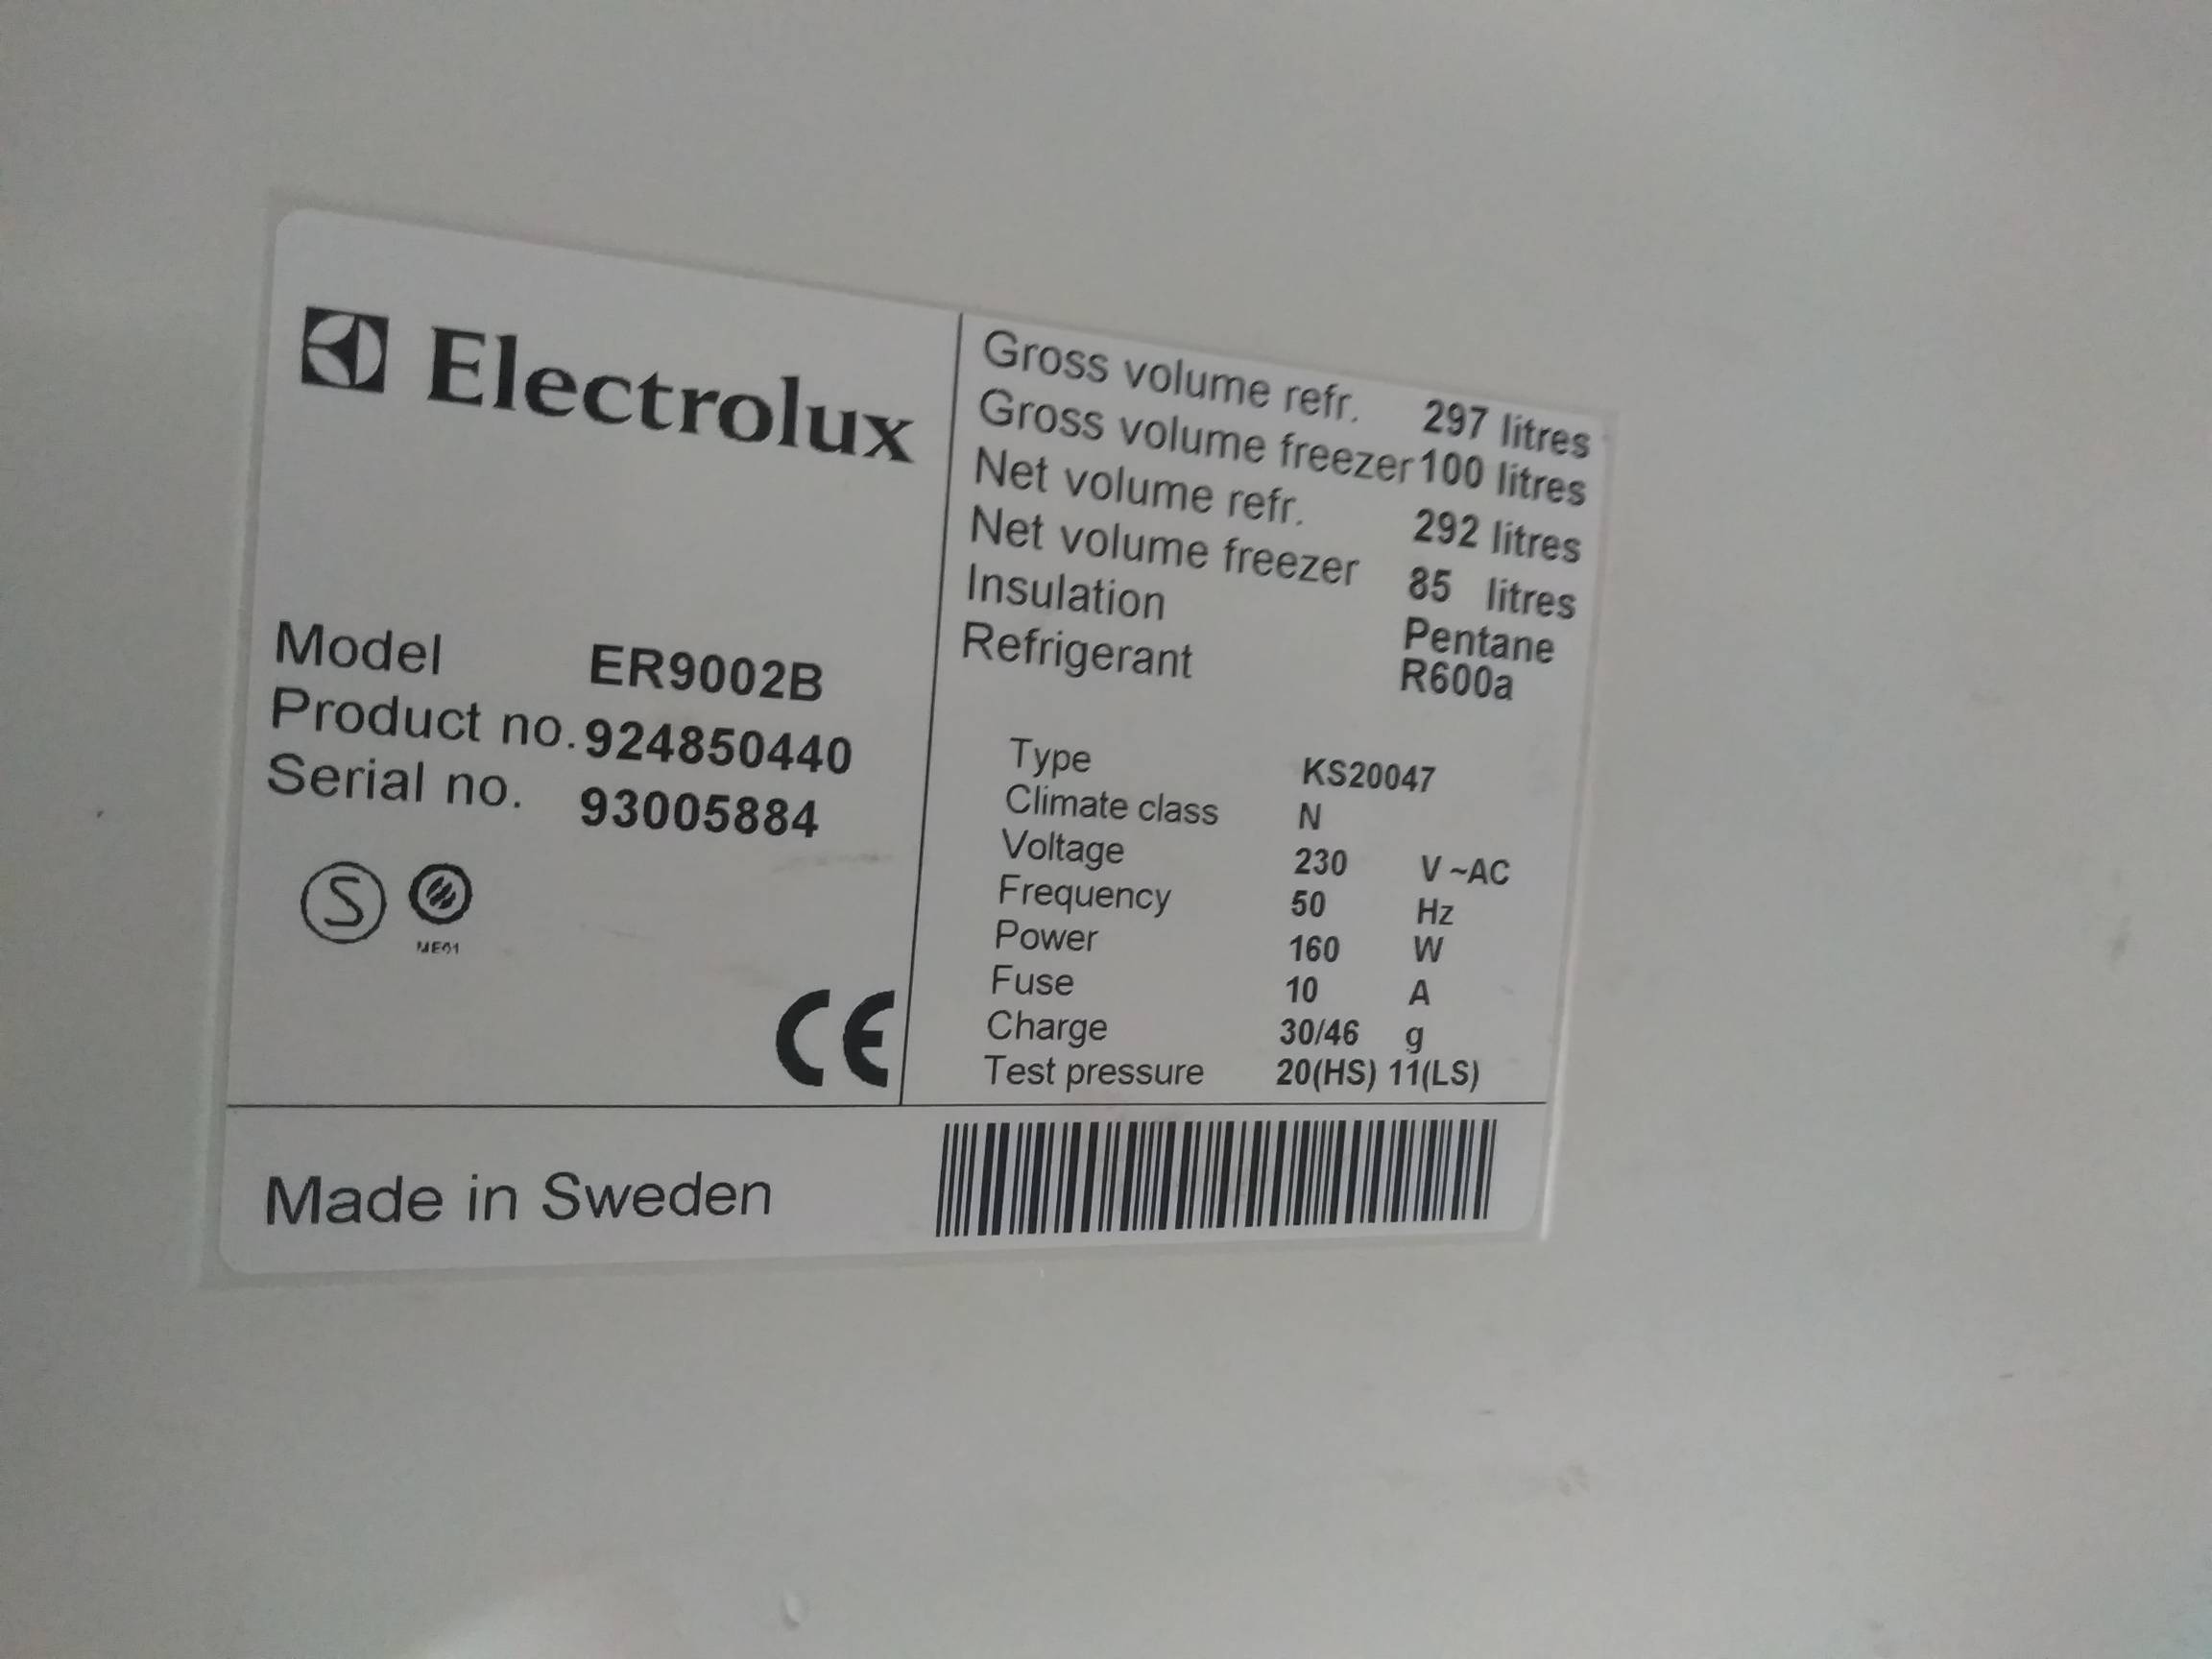 Electrolux
Model ER9002B
Product no. 924850440
Serial no. 93005884
S
CE
Gross volume refr. 297 litres
Gross volume freezer 100 litres
Net volume refr. 292 litres
Net volume freezer 85 litres
Insulation Pentane
Refrigerant R600a
Type KS20047
Climate class N
Voltage 230 V ~AC
Frequency 50 Hz
Power 160 W
Fuse 10 A
Charge 30/46 g
Test pressure 20(HS) 11(LS)
Made in Sweden